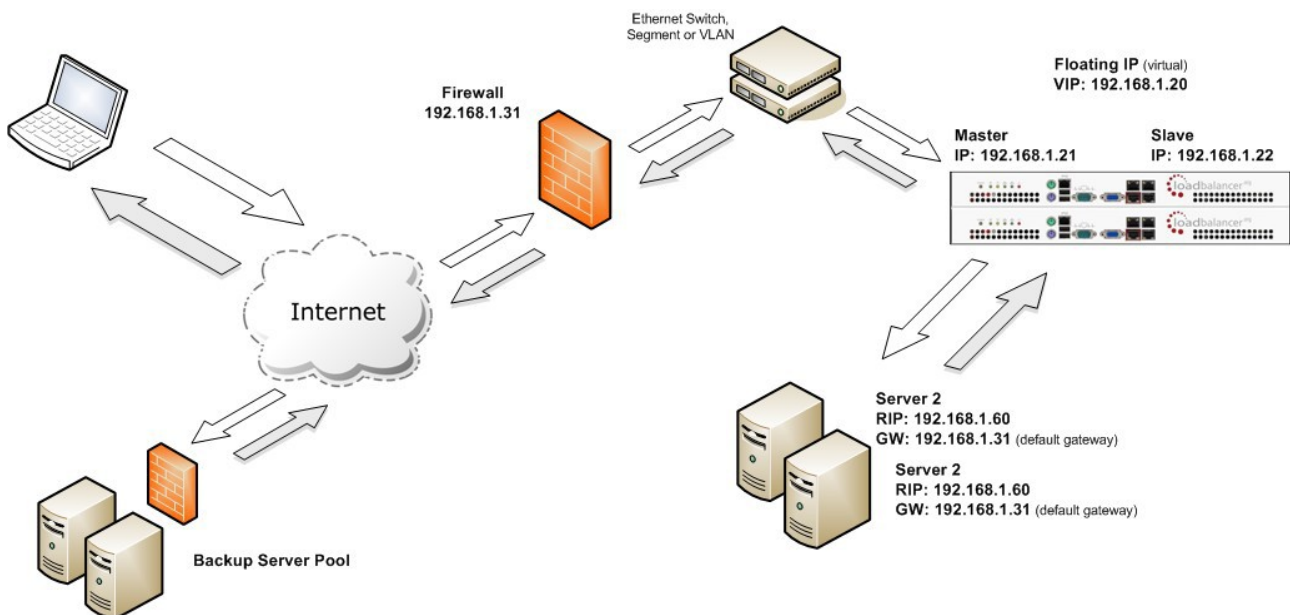 Ethernet Switch,
Segment or VLAN
Floating IP (virtual)
VIP: 192.168.1.20
Firewall
192.168.1.31
Master
IP: 192.168.1.21
Slave
IP: 192.168.1.22
loadbalancer.org
loadbalancer.org
Internet
Server 2
RIP: 192.168.1.60
GW: 192.168.1.31 (default gateway)
Server 2
RIP: 192.168.1.60
GW: 192.168.1.31 (default gateway)
Backup Server Pool